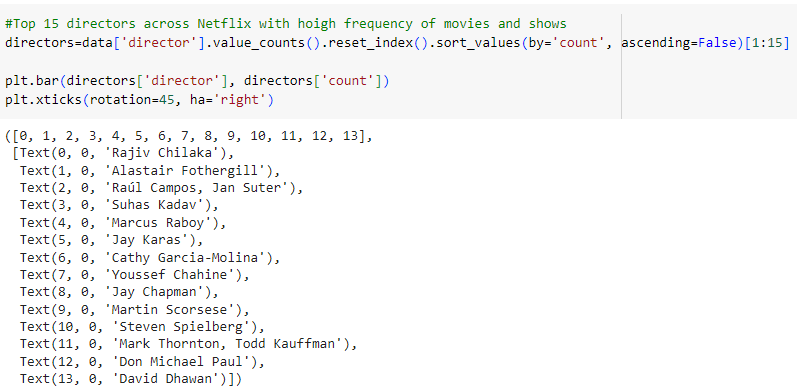 #Top 15 directors across Netflix with hoigh frequency of movies and shows
directors=data['director'].value_counts().reset_index().sort_values(by='count', ascending=False)[1:15]
plt.bar(directors['director'], directors['count'])
plt.xticks(rotation=45, ha='right')
([0, 1, 2, 3, 4, 5, 6, 7, 8, 9, 10, 11, 12, 13],
[Text(0, 0, 'Rajiv Chilaka'),
Text(1, 0, 'Alastair Fothergill'),
Text(2, 0, 'Raúl Campos, Jan Suter'),
Text(3, 0, 'Suhas Kadav'),
Text(4, 0, 'Marcus Raboy'),
Text(5, 0, 'Jay Karas'),
Text(6, 0, 'Cathy Garcia-Molina'),
Text(7, 0, 'Youssef Chahine'),
Text(8, 0, 'Jay Chapman'),
Text(9, 0, 'Martin Scorsese'),
Text(10, 0, 'Steven Spielberg'),
Text(11, 0, 'Mark Thornton, Todd Kauffman'),
Text(12, 0, 'Don Michael Paul'),
Text(13, 0, 'David Dhawan')])